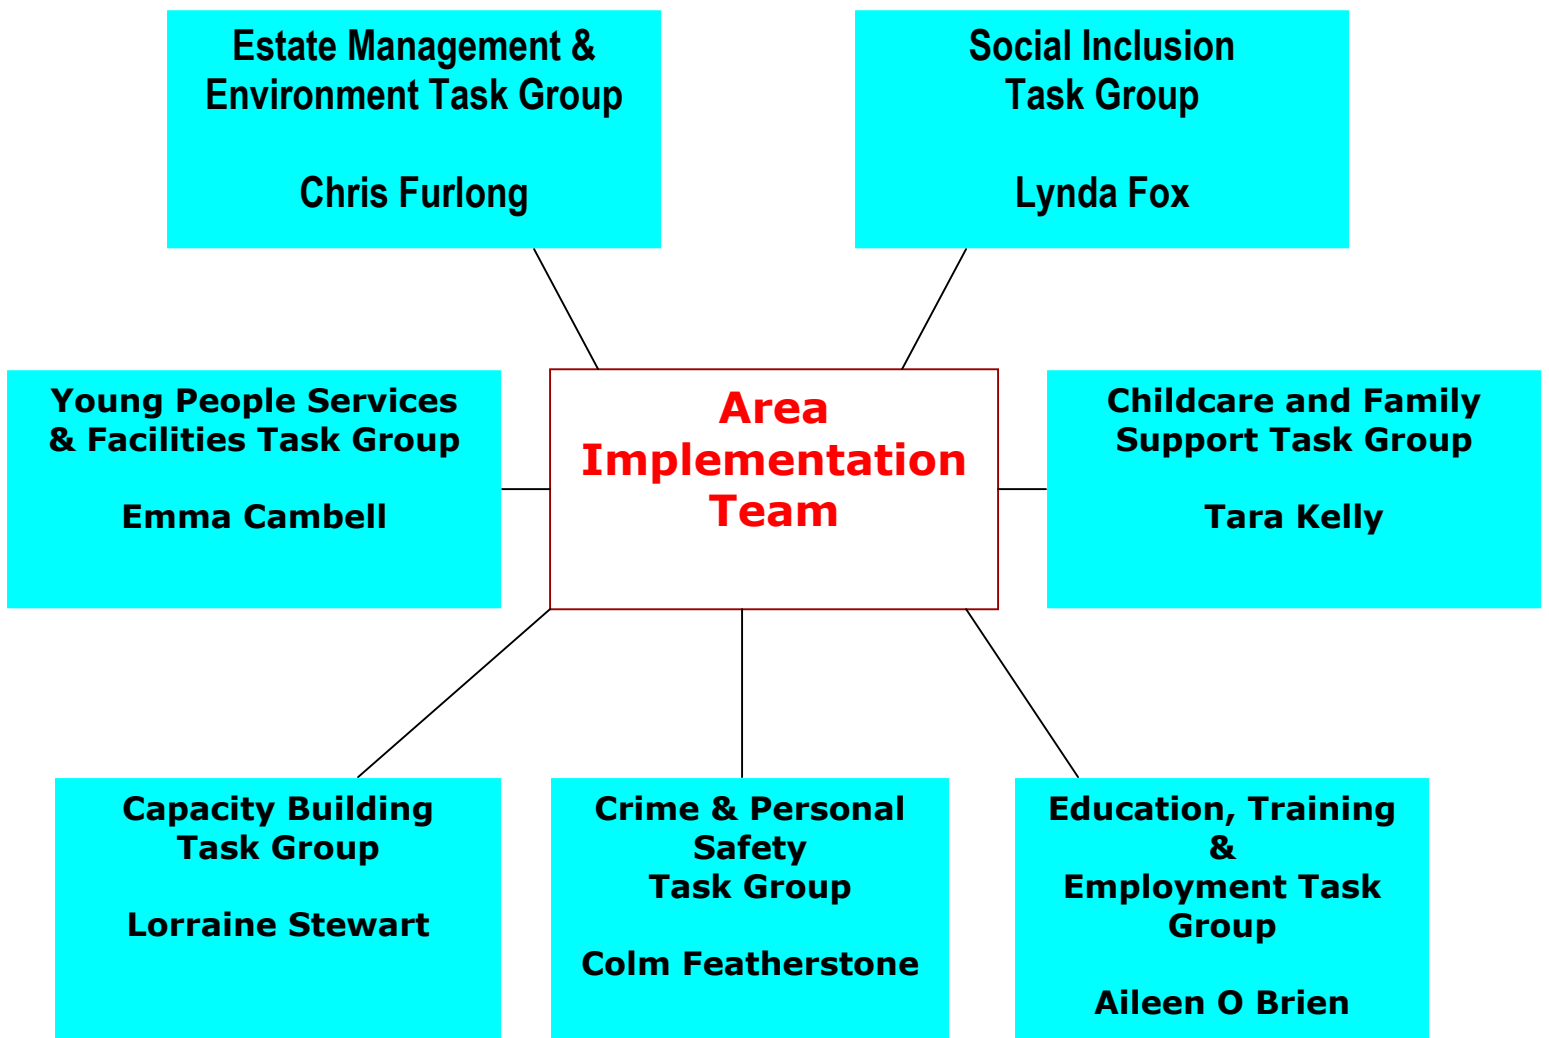 Estate Management &
Environment Task Group
Chris Furlong
Social Inclusion
Task Group
Lynda Fox
Young People Services
& Facilities Task Group
Emma Cambell
Area
Implementation
Team
Childcare and Family
Support Task Group
Tara Kelly
Capacity Building
Task Group
Lorraine Stewart
Crime & Personal
Safety
Task Group
Colm Featherstone
Education, Training
&
Employment Task
Group
Aileen O Brien